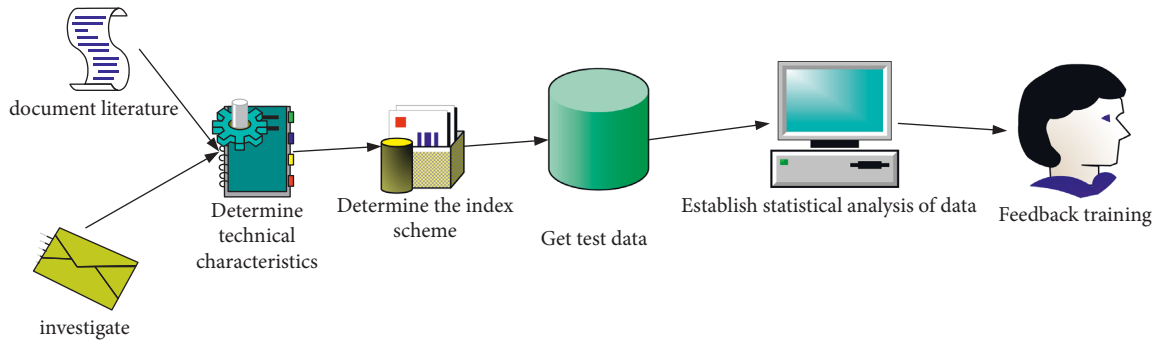 document literature
investigate
Determine
technical
characteristics
Determine the index
scheme
Get test data
Establish statistical analysis of data
Feedback training